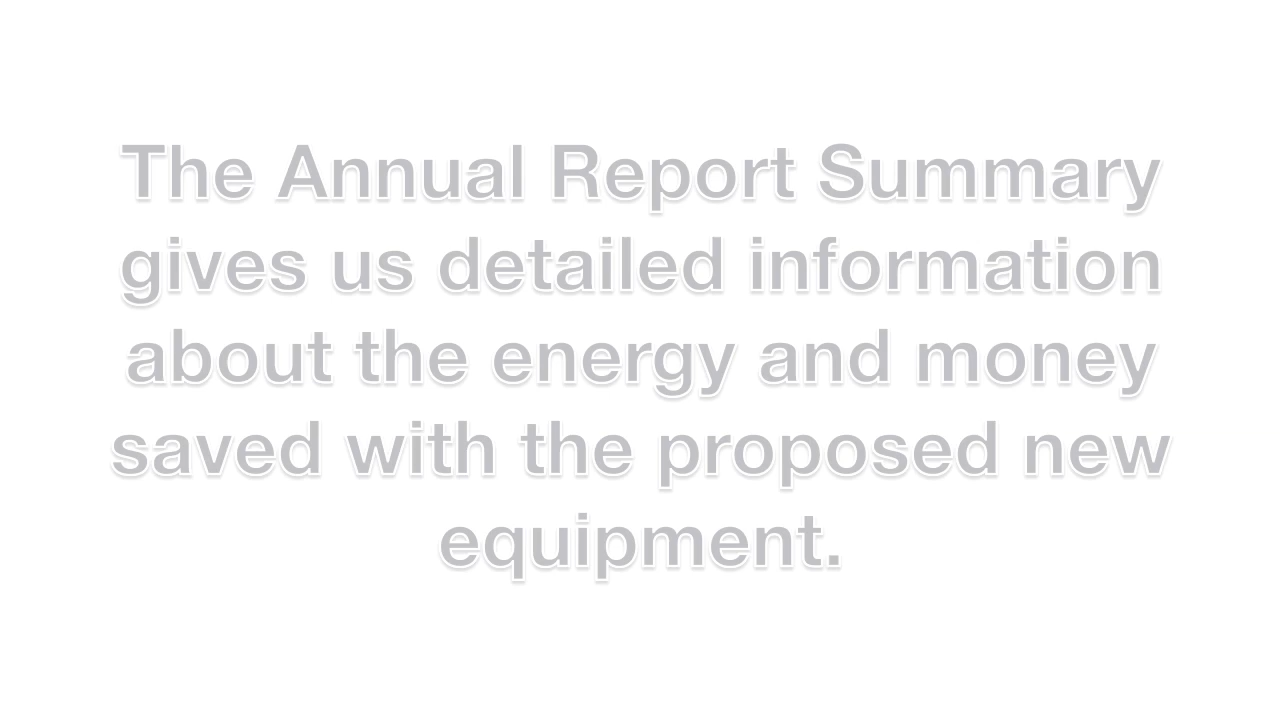 The Annual Report Summary
gives us detailed information
about the energy and money
saved with the proposed new
equipment.